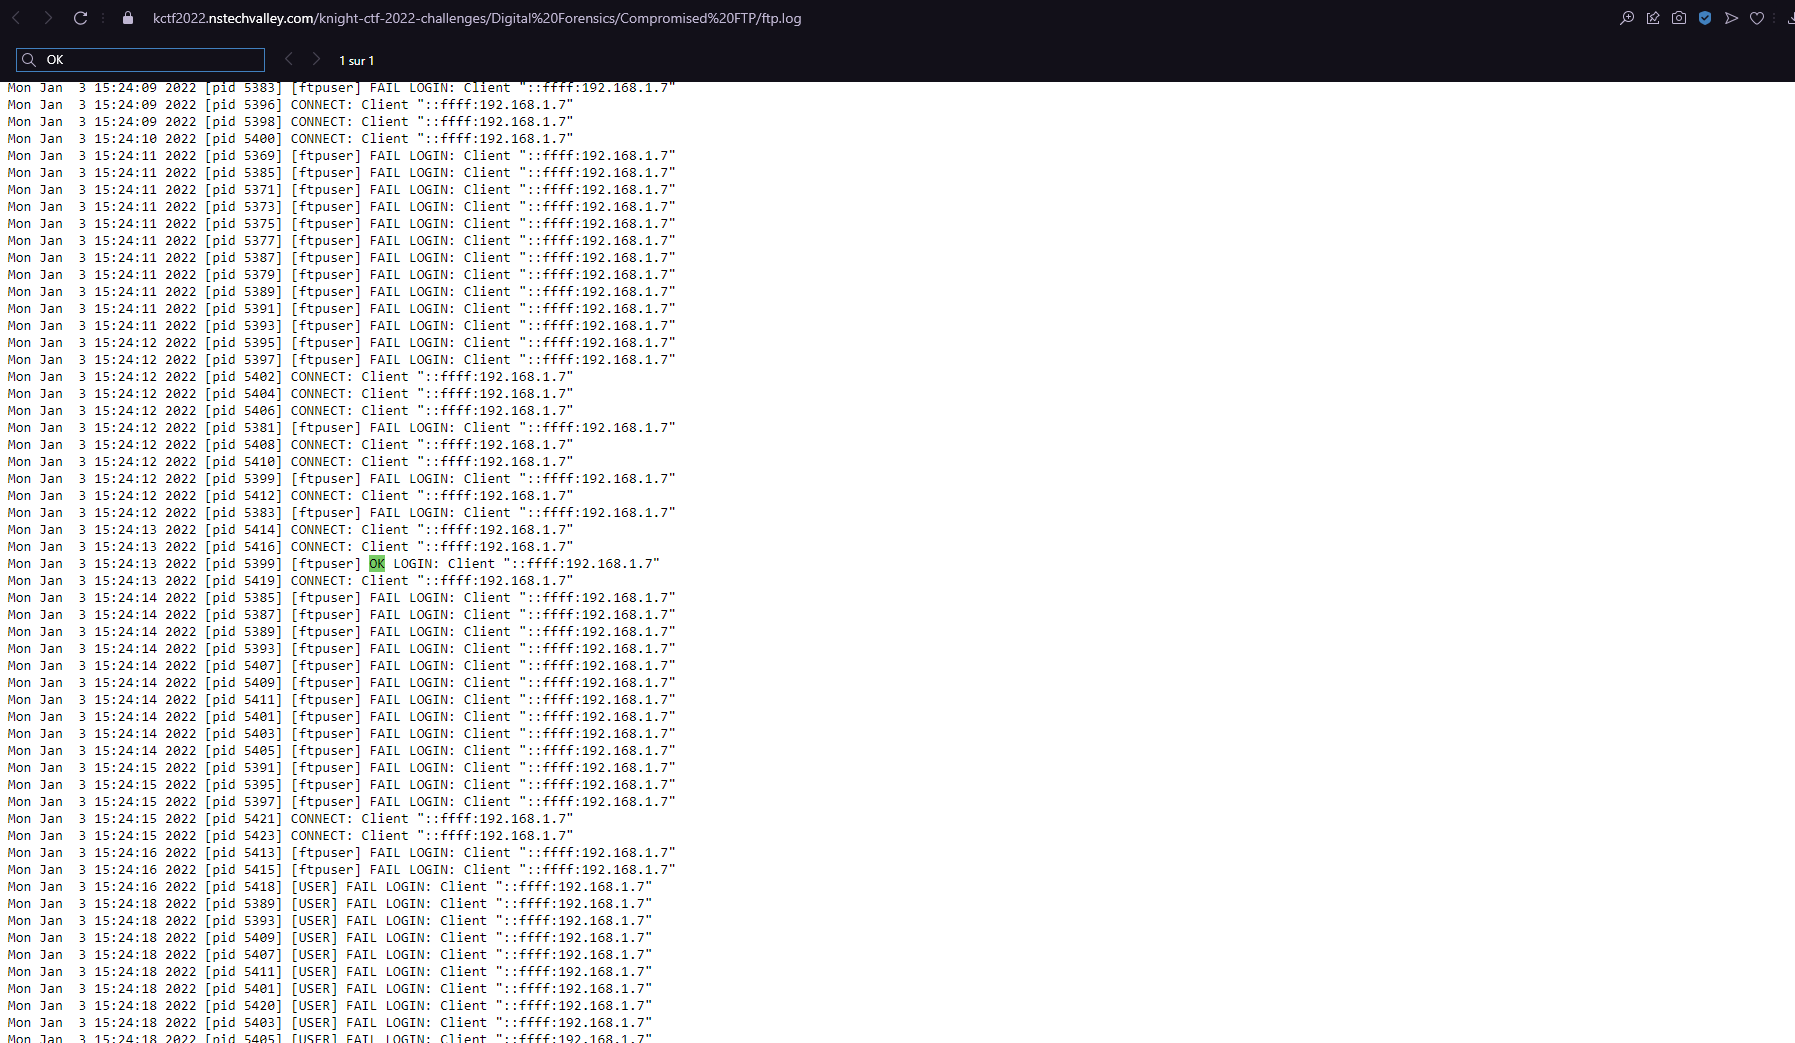 kctf2022.nstechvalley.com/knight-ctf-2022-challenges/Digital%20Forensics/Compromised%20FTP/ftp.log
OK
1 sur 1
Mon Jan  3 15:24:09 2022 [pid 5383] [ftpuser] FAIL LOGIN: Client "::ffff:192.168.1.7"
Mon Jan  3 15:24:09 2022 [pid 5396] CONNECT: Client "::ffff:192.168.1.7"
Mon Jan  3 15:24:09 2022 [pid 5398] CONNECT: Client "::ffff:192.168.1.7"
Mon Jan  3 15:24:10 2022 [pid 5400] CONNECT: Client "::ffff:192.168.1.7"
Mon Jan  3 15:24:11 2022 [pid 5369] [ftpuser] FAIL LOGIN: Client "::ffff:192.168.1.7"
Mon Jan  3 15:24:11 2022 [pid 5385] [ftpuser] FAIL LOGIN: Client "::ffff:192.168.1.7"
Mon Jan  3 15:24:11 2022 [pid 5371] [ftpuser] FAIL LOGIN: Client "::ffff:192.168.1.7"
Mon Jan  3 15:24:11 2022 [pid 5373] [ftpuser] FAIL LOGIN: Client "::ffff:192.168.1.7"
Mon Jan  3 15:24:11 2022 [pid 5375] [ftpuser] FAIL LOGIN: Client "::ffff:192.168.1.7"
Mon Jan  3 15:24:11 2022 [pid 5377] [ftpuser] FAIL LOGIN: Client "::ffff:192.168.1.7"
Mon Jan  3 15:24:11 2022 [pid 5387] [ftpuser] FAIL LOGIN: Client "::ffff:192.168.1.7"
Mon Jan  3 15:24:11 2022 [pid 5379] [ftpuser] FAIL LOGIN: Client "::ffff:192.168.1.7"
Mon Jan  3 15:24:11 2022 [pid 5389] [ftpuser] FAIL LOGIN: Client "::ffff:192.168.1.7"
Mon Jan  3 15:24:11 2022 [pid 5391] [ftpuser] FAIL LOGIN: Client "::ffff:192.168.1.7"
Mon Jan  3 15:24:11 2022 [pid 5393] [ftpuser] FAIL LOGIN: Client "::ffff:192.168.1.7"
Mon Jan  3 15:24:12 2022 [pid 5395] [ftpuser] FAIL LOGIN: Client "::ffff:192.168.1.7"
Mon Jan  3 15:24:12 2022 [pid 5397] [ftpuser] FAIL LOGIN: Client "::ffff:192.168.1.7"
Mon Jan  3 15:24:12 2022 [pid 5402] CONNECT: Client "::ffff:192.168.1.7"
Mon Jan  3 15:24:12 2022 [pid 5404] CONNECT: Client "::ffff:192.168.1.7"
Mon Jan  3 15:24:12 2022 [pid 5406] CONNECT: Client "::ffff:192.168.1.7"
Mon Jan  3 15:24:12 2022 [pid 5381] [ftpuser] FAIL LOGIN: Client "::ffff:192.168.1.7"
Mon Jan  3 15:24:12 2022 [pid 5408] CONNECT: Client "::ffff:192.168.1.7"
Mon Jan  3 15:24:12 2022 [pid 5410] CONNECT: Client "::ffff:192.168.1.7"
Mon Jan  3 15:24:12 2022 [pid 5399] [ftpuser] FAIL LOGIN: Client "::ffff:192.168.1.7"
Mon Jan  3 15:24:12 2022 [pid 5412] CONNECT: Client "::ffff:192.168.1.7"
Mon Jan  3 15:24:12 2022 [pid 5383] [ftpuser] FAIL LOGIN: Client "::ffff:192.168.1.7"
Mon Jan  3 15:24:13 2022 [pid 5414] CONNECT: Client "::ffff:192.168.1.7"
Mon Jan  3 15:24:13 2022 [pid 5416] CONNECT: Client "::ffff:192.168.1.7"
Mon Jan  3 15:24:13 2022 [pid 5399] [ftpuser] OK LOGIN: Client "::ffff:192.168.1.7"
Mon Jan  3 15:24:13 2022 [pid 5419] CONNECT: Client "::ffff:192.168.1.7"
Mon Jan  3 15:24:14 2022 [pid 5385] [ftpuser] FAIL LOGIN: Client "::ffff:192.168.1.7"
Mon Jan  3 15:24:14 2022 [pid 5387] [ftpuser] FAIL LOGIN: Client "::ffff:192.168.1.7"
Mon Jan  3 15:24:14 2022 [pid 5389] [ftpuser] FAIL LOGIN: Client "::ffff:192.168.1.7"
Mon Jan  3 15:24:14 2022 [pid 5393] [ftpuser] FAIL LOGIN: Client "::ffff:192.168.1.7"
Mon Jan  3 15:24:14 2022 [pid 5407] [ftpuser] FAIL LOGIN: Client "::ffff:192.168.1.7"
Mon Jan  3 15:24:14 2022 [pid 5409] [ftpuser] FAIL LOGIN: Client "::ffff:192.168.1.7"
Mon Jan  3 15:24:14 2022 [pid 5411] [ftpuser] FAIL LOGIN: Client "::ffff:192.168.1.7"
Mon Jan  3 15:24:14 2022 [pid 5401] [ftpuser] FAIL LOGIN: Client "::ffff:192.168.1.7"
Mon Jan  3 15:24:14 2022 [pid 5403] [ftpuser] FAIL LOGIN: Client "::ffff:192.168.1.7"
Mon Jan  3 15:24:14 2022 [pid 5405] [ftpuser] FAIL LOGIN: Client "::ffff:192.168.1.7"
Mon Jan  3 15:24:15 2022 [pid 5391] [ftpuser] FAIL LOGIN: Client "::ffff:192.168.1.7"
Mon Jan  3 15:24:15 2022 [pid 5395] [ftpuser] FAIL LOGIN: Client "::ffff:192.168.1.7"
Mon Jan  3 15:24:15 2022 [pid 5397] [ftpuser] FAIL LOGIN: Client "::ffff:192.168.1.7"
Mon Jan  3 15:24:15 2022 [pid 5421] CONNECT: Client "::ffff:192.168.1.7"
Mon Jan  3 15:24:15 2022 [pid 5423] CONNECT: Client "::ffff:192.168.1.7"
Mon Jan  3 15:24:16 2022 [pid 5413] [ftpuser] FAIL LOGIN: Client "::ffff:192.168.1.7"
Mon Jan  3 15:24:16 2022 [pid 5415] [ftpuser] FAIL LOGIN: Client "::ffff:192.168.1.7"
Mon Jan  3 15:24:16 2022 [pid 5418] [USER] FAIL LOGIN: Client "::ffff:192.168.1.7"
Mon Jan  3 15:24:18 2022 [pid 5389] [USER] FAIL LOGIN: Client "::ffff:192.168.1.7"
Mon Jan  3 15:24:18 2022 [pid 5393] [USER] FAIL LOGIN: Client "::ffff:192.168.1.7"
Mon Jan  3 15:24:18 2022 [pid 5409] [USER] FAIL LOGIN: Client "::ffff:192.168.1.7"
Mon Jan  3 15:24:18 2022 [pid 5407] [USER] FAIL LOGIN: Client "::ffff:192.168.1.7"
Mon Jan  3 15:24:18 2022 [pid 5411] [USER] FAIL LOGIN: Client "::ffff:192.168.1.7"
Mon Jan  3 15:24:18 2022 [pid 5401] [USER] FAIL LOGIN: Client "::ffff:192.168.1.7"
Mon Jan  3 15:24:18 2022 [pid 5420] [USER] FAIL LOGIN: Client "::ffff:192.168.1.7"
Mon Jan  3 15:24:18 2022 [pid 5403] [USER] FAIL LOGIN: Client "::ffff:192.168.1.7"
Mon Jan  3 15:24:18 2022 [pid 5405] [USER] FAIL LOGIN: Client "::ffff:192.168.1.7"